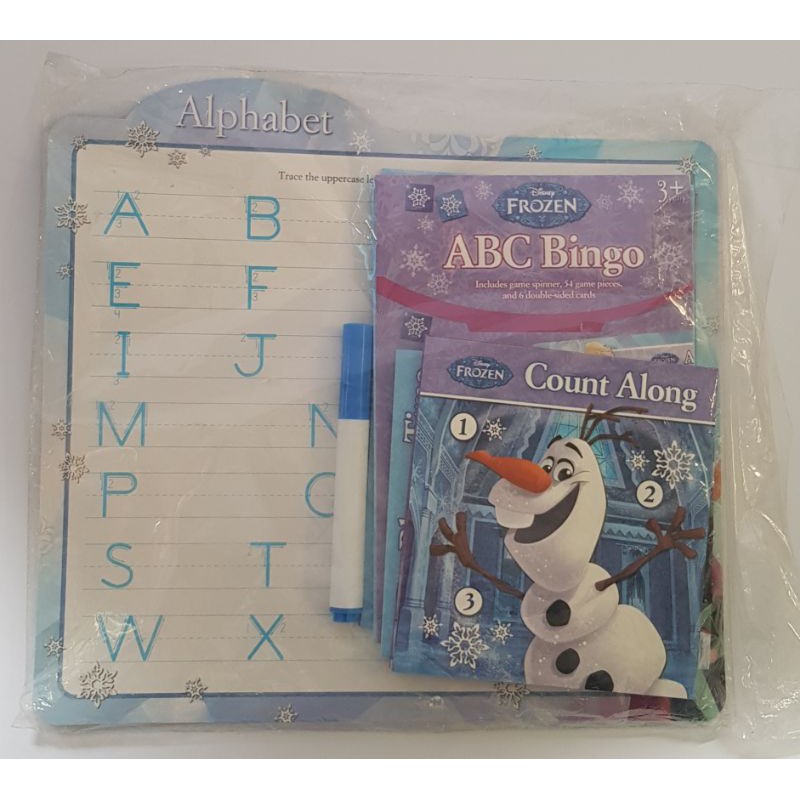 Alphabet
Trace the uppercase le
A B
E F
I J
M N
P
S T
W X
Disney
FROZEN
3+
ABC Bingo
Includes game spinner, 54 game pieces,
and 6 double-sided cards
Disney
FROZEN
Count Along
1
2
3